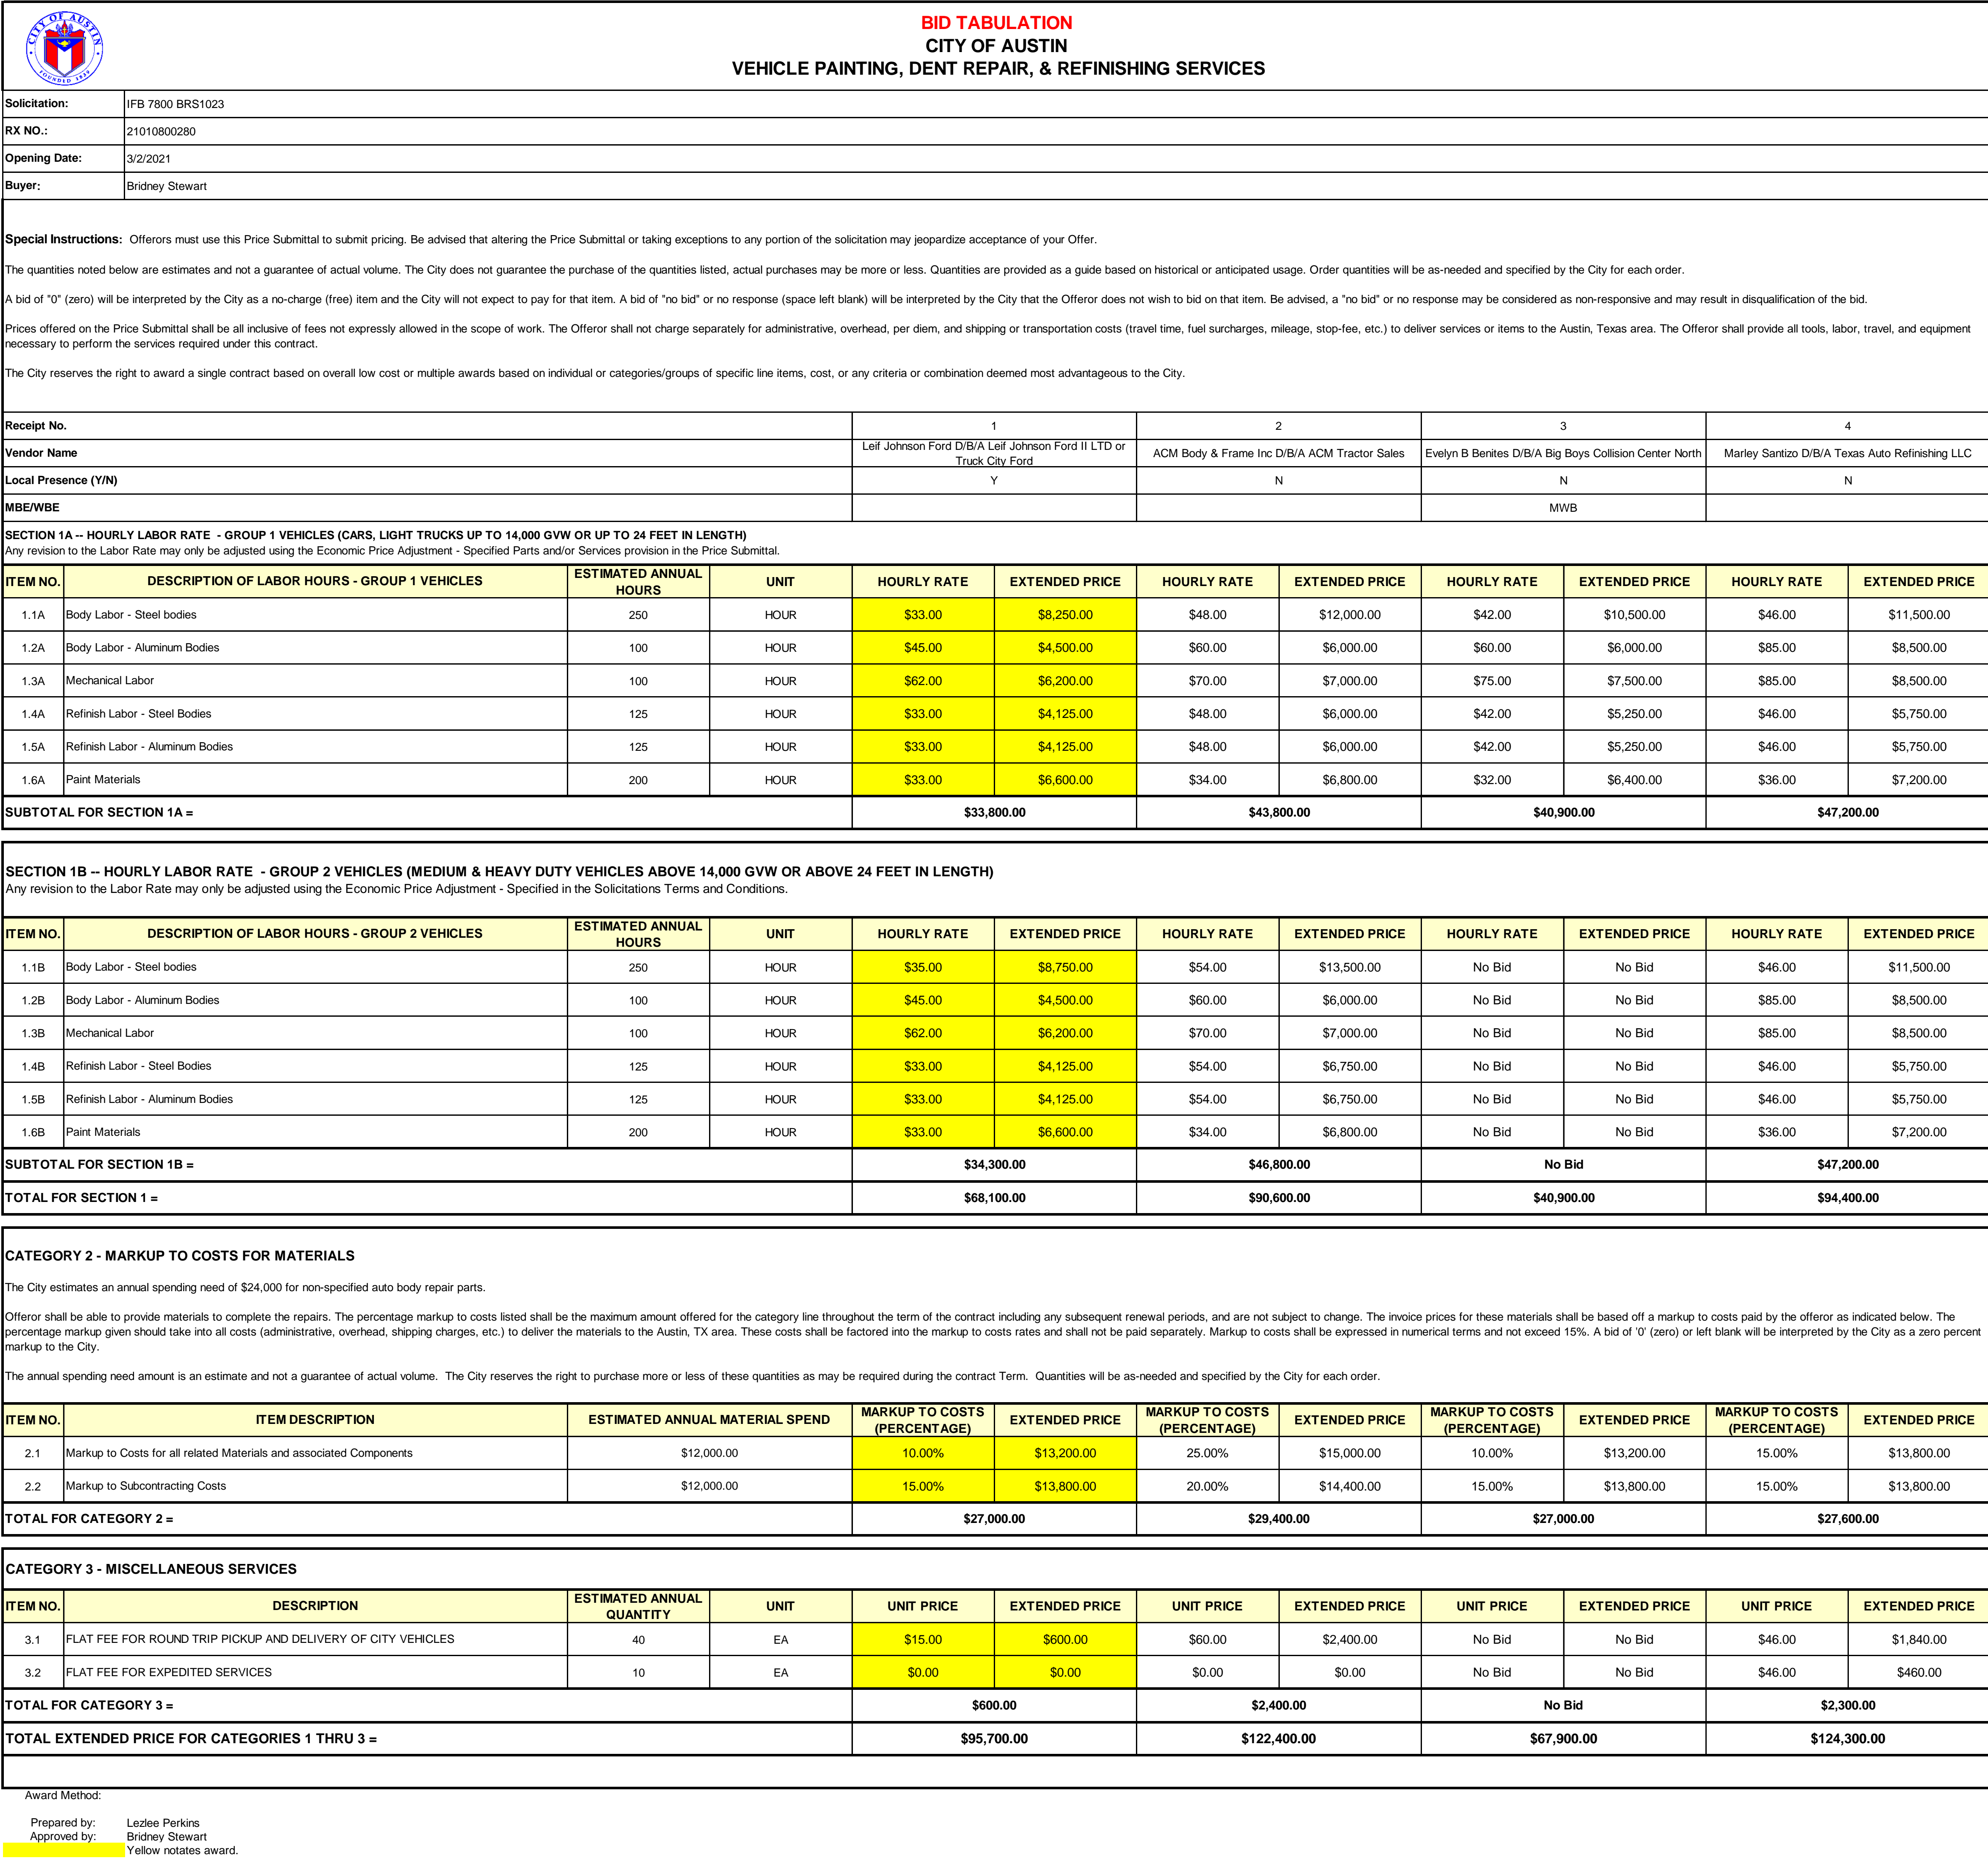 CITY OF AUSTIN
FOUNDED 1839
BID TABULATION
CITY OF AUSTIN
VEHICLE PAINTING, DENT REPAIR, & REFINISHING SERVICES
Solicitation: IFB 7800 BRS1023
RX NO.: 21010800280
Opening Date: 3/2/2021
Buyer: Bridney Stewart
Special Instructions: Offerors must use this Price Submittal to submit pricing. Be advised that altering the Price Submittal or taking exceptions to any portion of the solicitation may jeopardize acceptance of your Offer.
The quantities noted below are estimates and not a guarantee of actual volume. The City does not guarantee the purchase of the quantities listed, actual purchases may be more or less. Quantities are provided as a guide based on historical or anticipated usage. Order quantities will be as-needed and specified by the City for each order.
A bid of "0" (zero) will be interpreted by the City as a no-charge (free) item and the City will not expect to pay for that item. A bid of "no bid" or no response (space left blank) will be interpreted by the City that the Offeror does not wish to bid on that item. Be advised, a "no bid" or no response may be considered as non-responsive and may result in disqualification of the bid.
Prices offered on the Price Submittal shall be all inclusive of fees not expressly allowed in the scope of work. The Offeror shall not charge separately for administrative, overhead, per diem, and shipping or transportation costs (travel time, fuel surcharges, mileage, stop-fee, etc.) to deliver services or items to the Austin, Texas area. The Offeror shall provide all tools, labor, travel, and equipment
necessary to perform the services required under this contract.
The City reserves the right to award a single contract based on overall low cost or multiple awards based on individual or categories/groups of specific line items, cost, or any criteria or combination deemed most advantageous to the City.
Receipt No. 1 2 3 4
Vendor Name Leif Johnson Ford D/B/A Leif Johnson Ford II LTD or
Truck City Ford ACM Body & Frame Inc D/B/A ACM Tractor Sales Evelyn B Benites D/B/A Big Boys Collision Center North Marley Santizo D/B/A Texas Auto Refinishing LLC
Local Presence (Y/N) Y N N N
MBE/WBE MWB
SECTION 1A -- HOURLY LABOR RATE - GROUP 1 VEHICLES (CARS, LIGHT TRUCKS UP TO 14,000 GVW OR UP TO 24 FEET IN LENGTH)
Any revision to the Labor Rate may only be adjusted using the Economic Price Adjustment - Specified Parts and/or Services provision in the Price Submittal.
ITEM NO. DESCRIPTION OF LABOR HOURS - GROUP 1 VEHICLES ESTIMATED ANNUAL HOURS UNIT HOURLY RATE EXTENDED PRICE HOURLY RATE EXTENDED PRICE HOURLY RATE EXTENDED PRICE HOURLY RATE EXTENDED PRICE
1.1A Body Labor - Steel bodies 250 HOUR $33.00 $8,250.00 $48.00 $12,000.00 $42.00 $10,500.00 $46.00 $11,500.00
1.2A Body Labor - Aluminum Bodies 100 HOUR $45.00 $4,500.00 $60.00 $6,000.00 $60.00 $6,000.00 $85.00 $8,500.00
1.3A Mechanical Labor 100 HOUR $62.00 $6,200.00 $70.00 $7,000.00 $75.00 $7,500.00 $85.00 $8,500.00
1.4A Refinish Labor - Steel Bodies 125 HOUR $33.00 $4,125.00 $48.00 $6,000.00 $42.00 $5,250.00 $46.00 $5,750.00
1.5A Refinish Labor - Aluminum Bodies 125 HOUR $33.00 $4,125.00 $48.00 $6,000.00 $42.00 $5,250.00 $46.00 $5,750.00
1.6A Paint Materials 200 HOUR $33.00 $6,600.00 $34.00 $6,800.00 $32.00 $6,400.00 $36.00 $7,200.00
SUBTOTAL FOR SECTION 1A = $33,800.00 $43,800.00 $40,900.00 $47,200.00
SECTION 1B -- HOURLY LABOR RATE - GROUP 2 VEHICLES (MEDIUM & HEAVY DUTY VEHICLES ABOVE 14,000 GVW OR ABOVE 24 FEET IN LENGTH)
Any revision to the Labor Rate may only be adjusted using the Economic Price Adjustment - Specified in the Solicitations Terms and Conditions.
ITEM NO. DESCRIPTION OF LABOR HOURS - GROUP 2 VEHICLES ESTIMATED ANNUAL HOURS UNIT HOURLY RATE EXTENDED PRICE HOURLY RATE EXTENDED PRICE HOURLY RATE EXTENDED PRICE HOURLY RATE EXTENDED PRICE
1.1B Body Labor - Steel bodies 250 HOUR $35.00 $8,750.00 $54.00 $13,500.00 No Bid No Bid $46.00 $11,500.00
1.2B Body Labor - Aluminum Bodies 100 HOUR $45.00 $4,500.00 $60.00 $6,000.00 No Bid No Bid $85.00 $8,500.00
1.3B Mechanical Labor 100 HOUR $62.00 $6,200.00 $70.00 $7,000.00 No Bid No Bid $85.00 $8,500.00
1.4B Refinish Labor - Steel Bodies 125 HOUR $33.00 $4,125.00 $54.00 $6,750.00 No Bid No Bid $46.00 $5,750.00
1.5B Refinish Labor - Aluminum Bodies 125 HOUR $33.00 $4,125.00 $54.00 $6,750.00 No Bid No Bid $46.00 $5,750.00
1.6B Paint Materials 200 HOUR $33.00 $6,600.00 $34.00 $6,800.00 No Bid No Bid $36.00 $7,200.00
SUBTOTAL FOR SECTION 1B = $34,300.00 $46,800.00 No Bid $47,200.00
TOTAL FOR SECTION 1 = $68,100.00 $90,600.00 $40,900.00 $94,400.00
CATEGORY 2 - MARKUP TO COSTS FOR MATERIALS
The City estimates an annual spending need of $24,000 for non-specified auto body repair parts.
Offeror shall be able to provide materials to complete the repairs. The percentage markup to costs listed shall be the maximum amount offered for the category line throughout the term of the contract including any subsequent renewal periods, and are not subject to change. The invoice prices for these materials shall be based off a markup to costs paid by the offeror as indicated below. The
percentage markup given should take into all costs (administrative, overhead, shipping charges, etc.) to deliver the materials to the Austin, TX area. These costs shall be factored into the markup to costs rates and shall not be paid separately. Markup to costs shall be expressed in numerical terms and not exceed 15%. A bid of '0' (zero) or left blank will be interpreted by the City as a zero percent
markup to the City.
The annual spending need amount is an estimate and not a guarantee of actual volume. The City reserves the right to purchase more or less of these quantities as may be required during the contract Term. Quantities will be as-needed and specified by the City for each order.
ITEM NO. ITEM DESCRIPTION ESTIMATED ANNUAL MATERIAL SPEND MARKUP TO COSTS (PERCENTAGE) EXTENDED PRICE MARKUP TO COSTS (PERCENTAGE) EXTENDED PRICE MARKUP TO COSTS (PERCENTAGE) EXTENDED PRICE MARKUP TO COSTS (PERCENTAGE) EXTENDED PRICE
2.1 Markup to Costs for all related Materials and associated Components $12,000.00 10.00% $13,200.00 25.00% $15,000.00 10.00% $13,200.00 15.00% $13,800.00
2.2 Markup to Subcontracting Costs $12,000.00 15.00% $13,800.00 20.00% $14,400.00 15.00% $13,800.00 15.00% $13,800.00
TOTAL FOR CATEGORY 2 = $27,000.00 $29,400.00 $27,000.00 $27,600.00
CATEGORY 3 - MISCELLANEOUS SERVICES
ITEM NO. DESCRIPTION ESTIMATED ANNUAL QUANTITY UNIT UNIT PRICE EXTENDED PRICE UNIT PRICE EXTENDED PRICE UNIT PRICE EXTENDED PRICE UNIT PRICE EXTENDED PRICE
3.1 FLAT FEE FOR ROUND TRIP PICKUP AND DELIVERY OF CITY VEHICLES 40 EA $15.00 $600.00 $60.00 $2,400.00 No Bid No Bid $46.00 $1,840.00
3.2 FLAT FEE FOR EXPEDITED SERVICES 10 EA $0.00 $0.00 $0.00 $0.00 No Bid No Bid $46.00 $460.00
TOTAL FOR CATEGORY 3 = $600.00 $2,400.00 No Bid $2,300.00
TOTAL EXTENDED PRICE FOR CATEGORIES 1 THRU 3 = $95,700.00 $122,400.00 $67,900.00 $124,300.00
Award Method:
Prepared by: Lezlee Perkins
Approved by: Bridney Stewart
Yellow notates award.